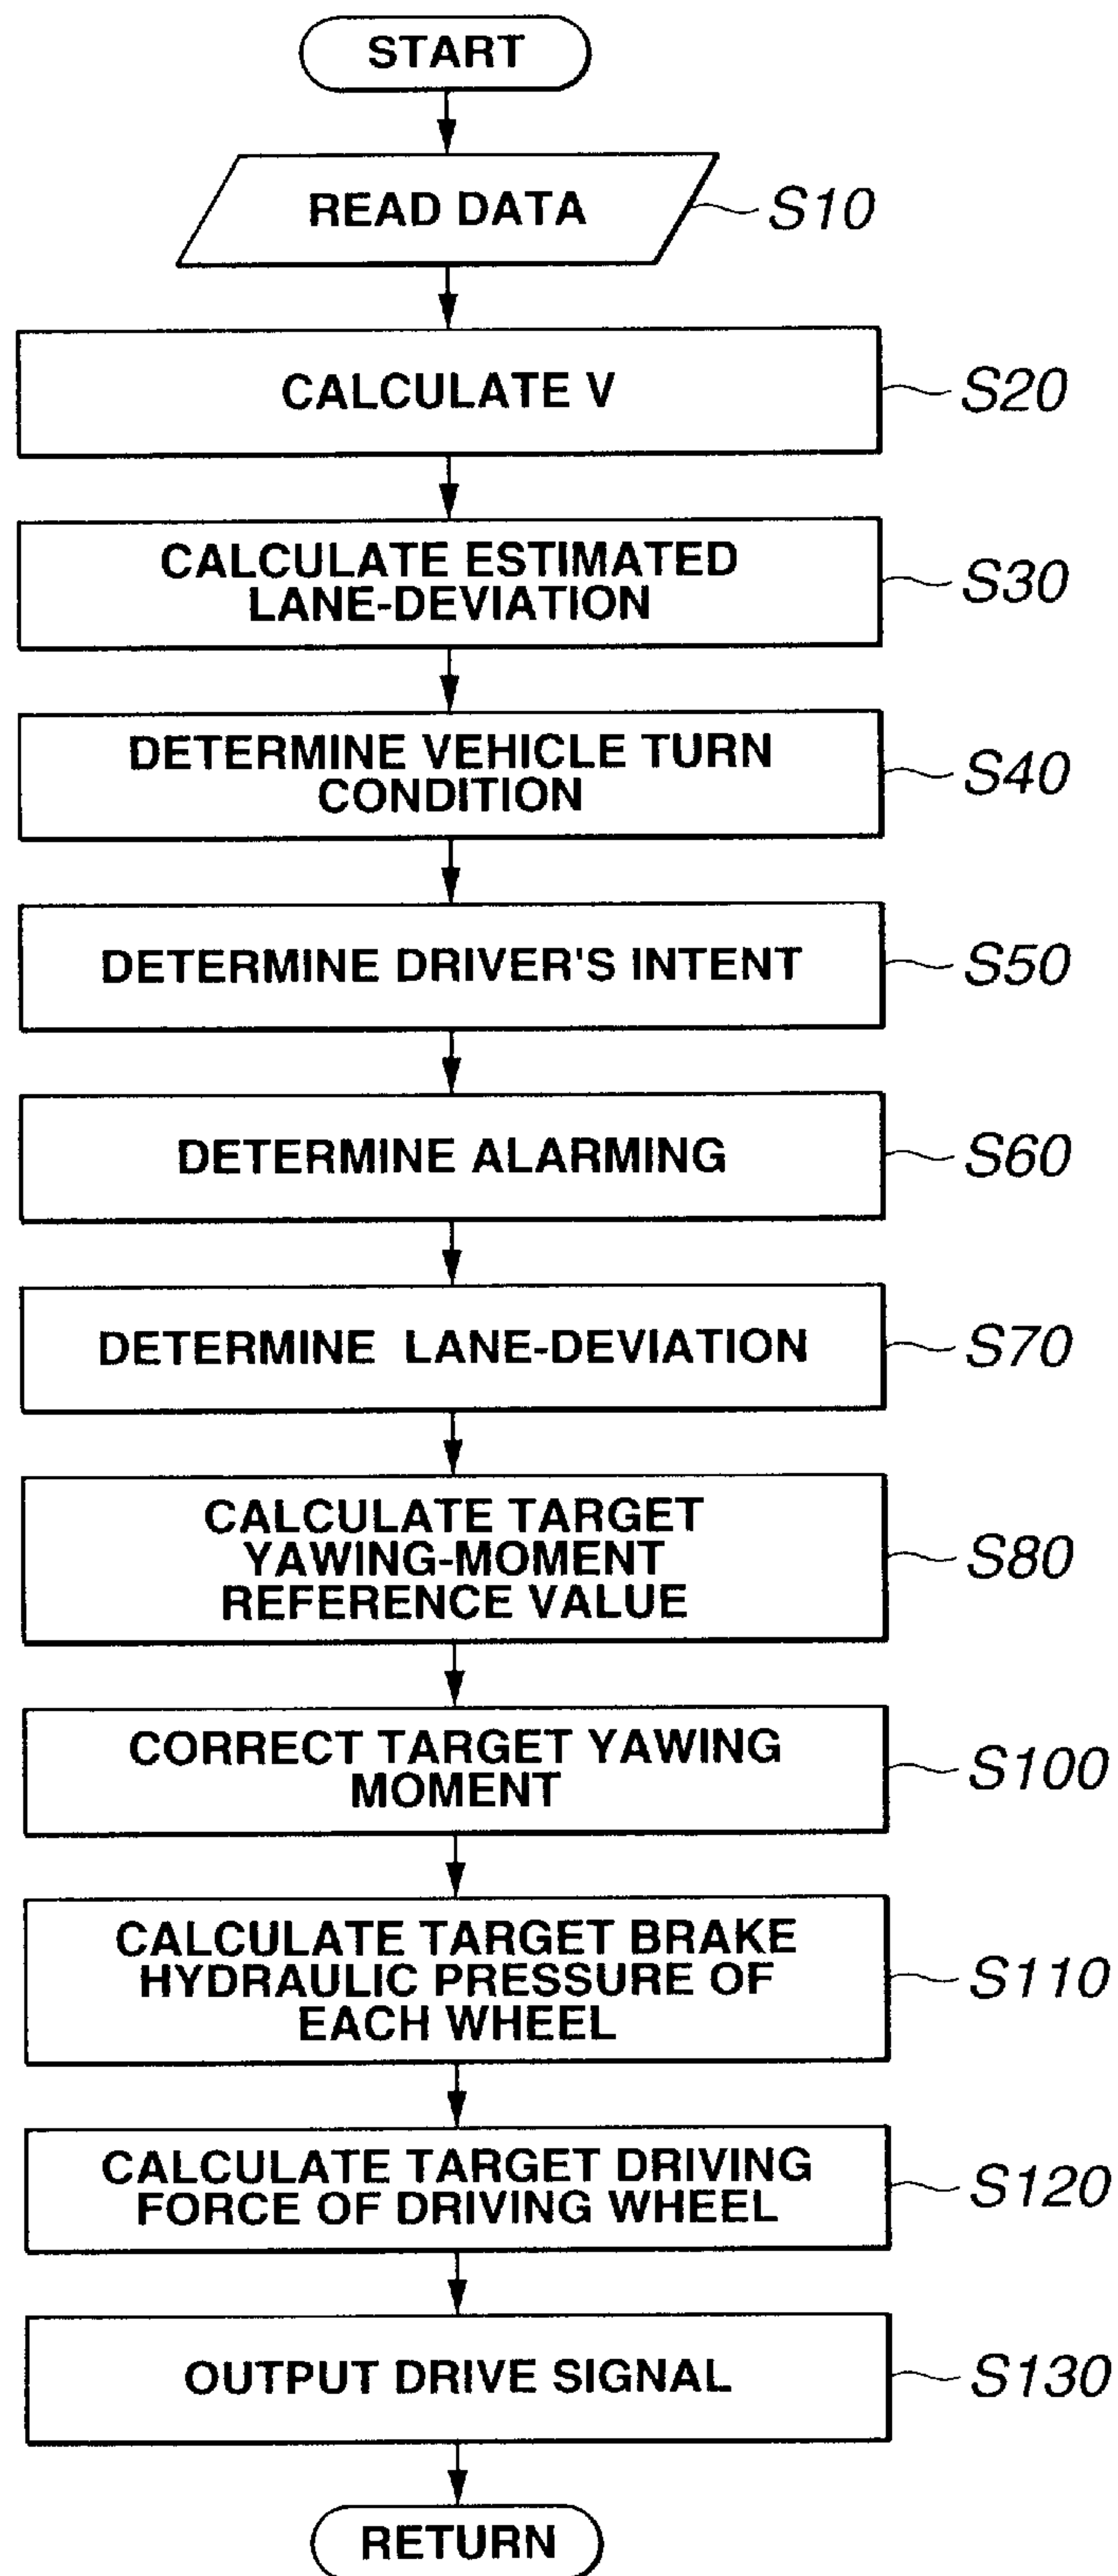 START
READ DATA
S10
CALCULATE V
S20
CALCULATE ESTIMATED
LANE-DEVIATION
S30
DETERMINE VEHICLE TURN
CONDITION
S40
DETERMINE DRIVER'S INTENT
S50
DETERMINE ALARMING
S60
DETERMINE LANE-DEVIATION
S70
CALCULATE TARGET
YAWING-MOMENT
REFERENCE VALUE
S80
CORRECT TARGET YAWING
MOMENT
S100
CALCULATE TARGET BRAKE
HYDRAULIC PRESSURE OF
EACH WHEEL
S110
CALCULATE TARGET DRIVING
FORCE OF DRIVING WHEEL
S120
OUTPUT DRIVE SIGNAL
S130
RETURN